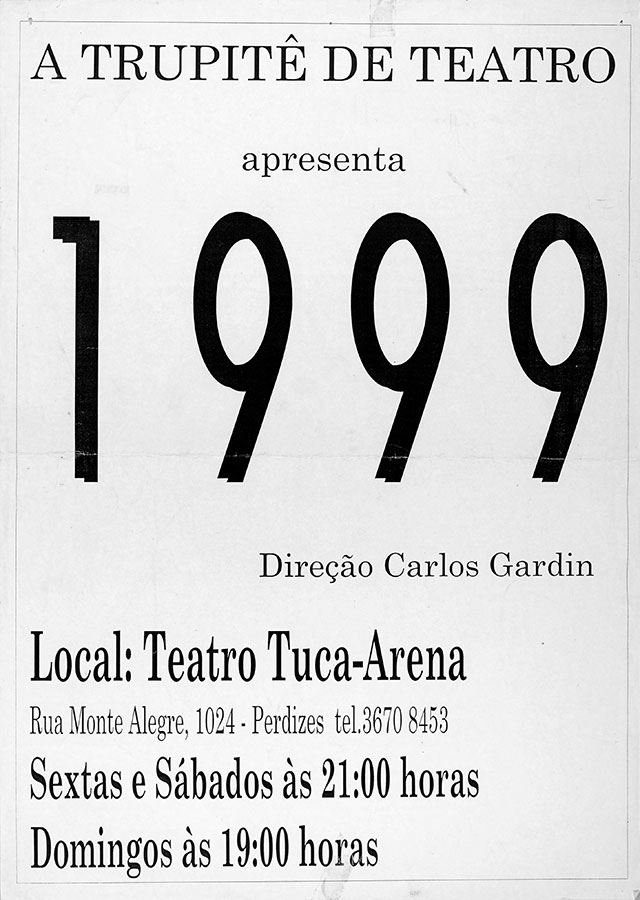 A TRUPITÊ DE TEATRO
apresenta
1999
Direção Carlos Gardin
Local: Teatro Tuca-Arena
Rua Monte Alegre, 1024 - Perdizes tel.3670 8453
Sextas e Sábados às 21:00 horas
Domingos às 19:00 horas